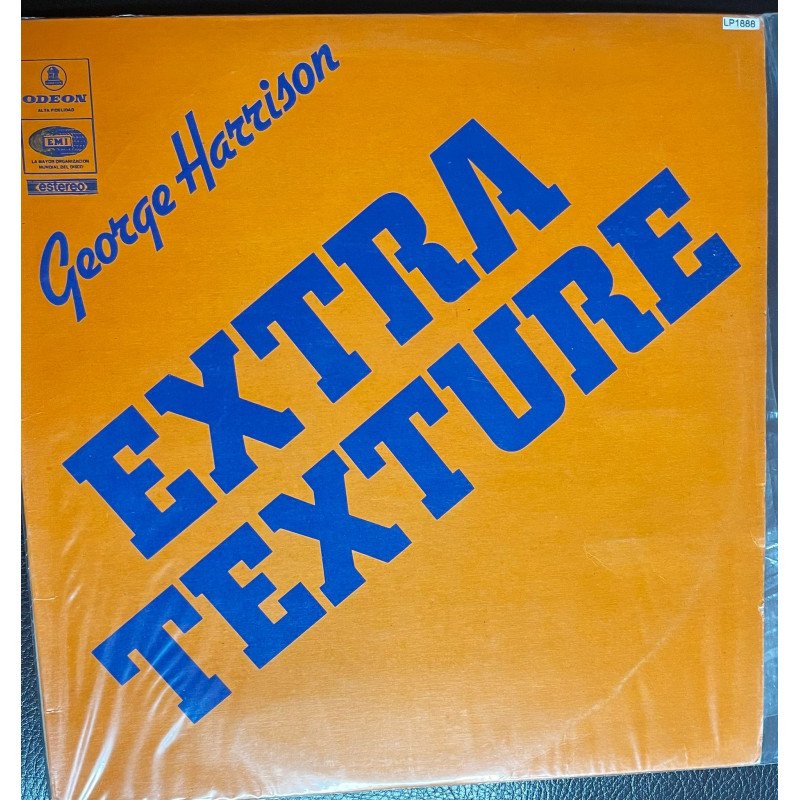 LP1888
ODEON
ALTA FIDELIDAD
EMI
LA MAYOR ORGANIZACION
MUNDIAL DEL DISCO
estereo
George Harrison
EXTRA
TEXTURE